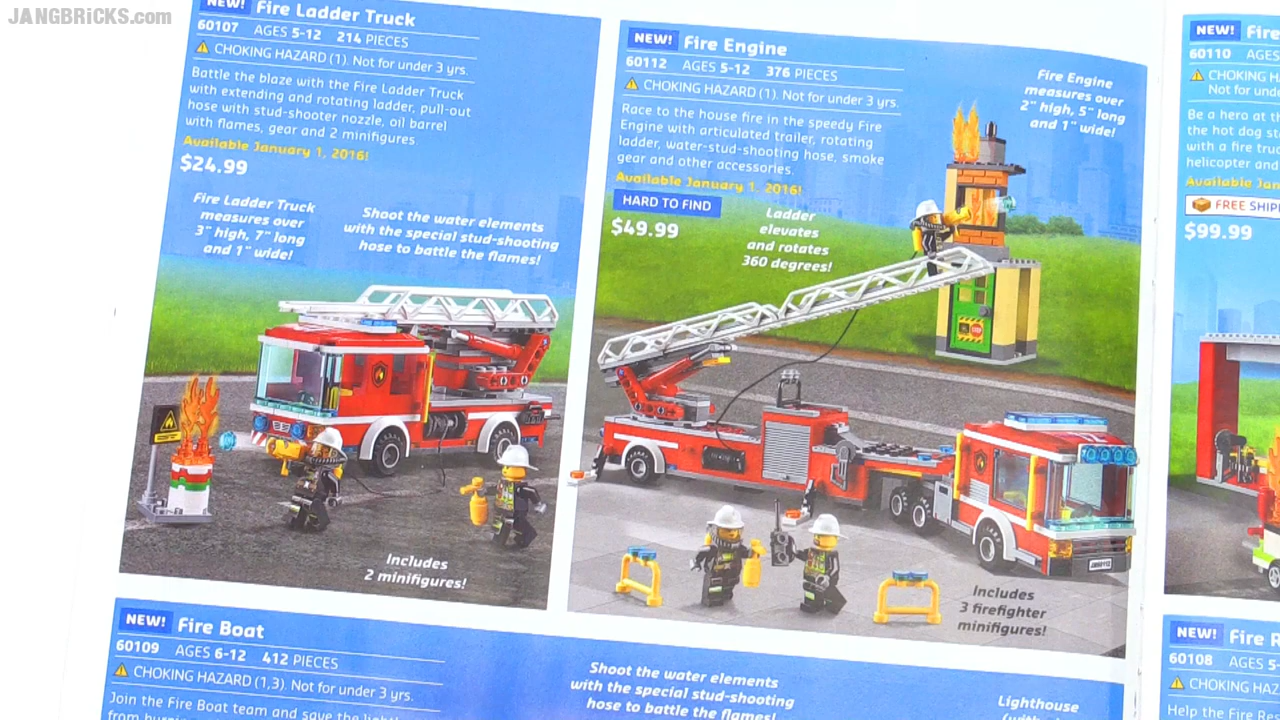 JANGBRiCKS.com
NEW! Fire Ladder Truck
60107 AGES 5-12 214 PIECES
CHOKING HAZARD (1). Not for under 3 yrs.
Battle the blaze with the Fire Ladder Truck
with extending and rotating ladder, pull-out
hose with stud-shooter nozzle, oil barrel
with flames, gear and 2 minifigures.
Available January 1, 2016!
$24.99
Fire Ladder Truck
measures over
3" high, 7" long
and 1" wide!
Shoot the water elements
with the special stud-shooting
hose to battle the flames!
Includes
2 minifigures!
NEW! Fire Engine
60112 AGES 5-12 376 PIECES
CHOKING HAZARD (1). Not for under 3 yrs.
Race to the house fire in the speedy Fire
Engine with articulated trailer, rotating
ladder, water-stud-shooting hose, smoke
gear and other accessories.
Available January 1, 2016!
HARD TO FIND
$49.99
Ladder
elevates
and rotates
360 degrees!
Fire Engine
measures over
2" high, 5" long
and 1" wide!
Includes
3 firefighter
minifigures!
NEW! Fire
60110 AGES
CHOKING
Not for un
Be a hero at th
the hot dog st
with a fire truc
helicopter and
Available Jan
FREE SHIP
$99.99
NEW! Fire Boat
60109 AGES 6-12 412 PIECES
CHOKING HAZARD (1,3). Not for under 3 yrs.
Join the Fire Boat team and save the light
from burni
Shoot the water elements
with the special stud-shooting
hose to battle the flames!
Lighthouse
NEW! Fire R
60108 AGES 5-
CHOKING HAZ
Not for under
Help the Fire Res